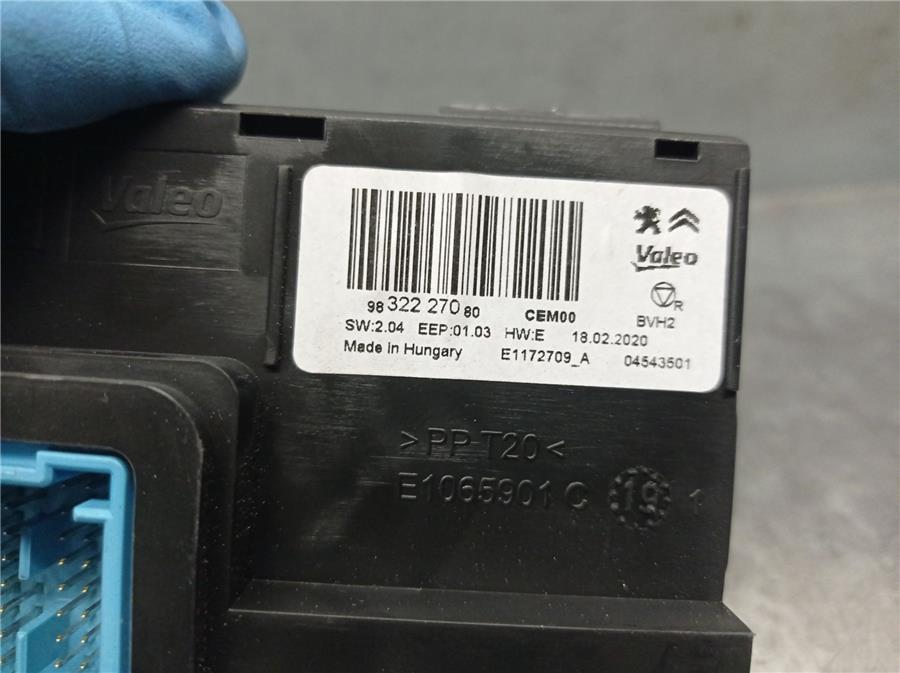 Valeo
98 322 270 80 CEM00
SW:2.04 EEP:01.03 HW:E 18.02.2020
Made in Hungary E1172709_A 04543501
Valeo
R
BVH2
>PP T20<
E1065901 C 19 1